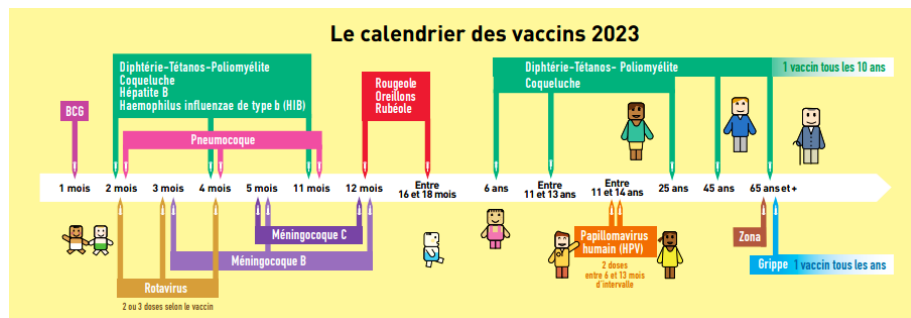 Le calendrier des vaccins 2023
Diphtérie-Tétanos-Poliomyélite
Coqueluche
Hépatite B
Haemophilus influenzae de type b (HIB)
Diphtérie-Tétanos- Poliomyélite
Coqueluche
1 vaccin tous les 10 ans
Rougeole
Oreillons
Rubéole
BCG
Pneumocoque
1 mois
2 mois
3 mois
4 mois
5 mois
11 mois
12 mois
Entre
16 et 18 mois
6 ans
Entre
11 et 13 ans
Entre
11 et 14 ans
25 ans
45 ans
65 ans et +
Méningocoque C
Méningocoque B
Rotavirus
2 ou 3 doses selon le vaccin
Papillomavirus
humain (HPV)
2 doses
entre 6 et 13 mois
d'intervalle
Zona
Grippe
1 vaccin tous les ans